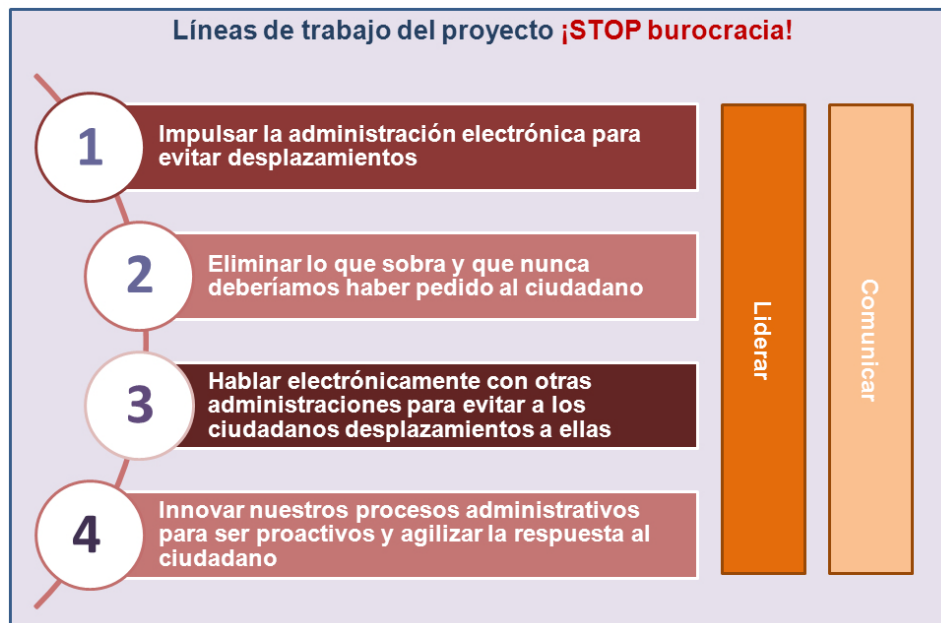 Líneas de trabajo del proyecto ¡STOP burocracia!
1
Impulsar la administración electrónica para
evitar desplazamientos
2
Eliminar lo que sobra y que nunca
deberíamos haber pedido al ciudadano
3
Hablar electrónicamente con otras
administraciones para evitar a los
ciudadanos desplazamientos a ellas
4
Innovar nuestros procesos administrativos
para ser proactivos y agilizar la respuesta al
ciudadano
Liderar
Comunicar